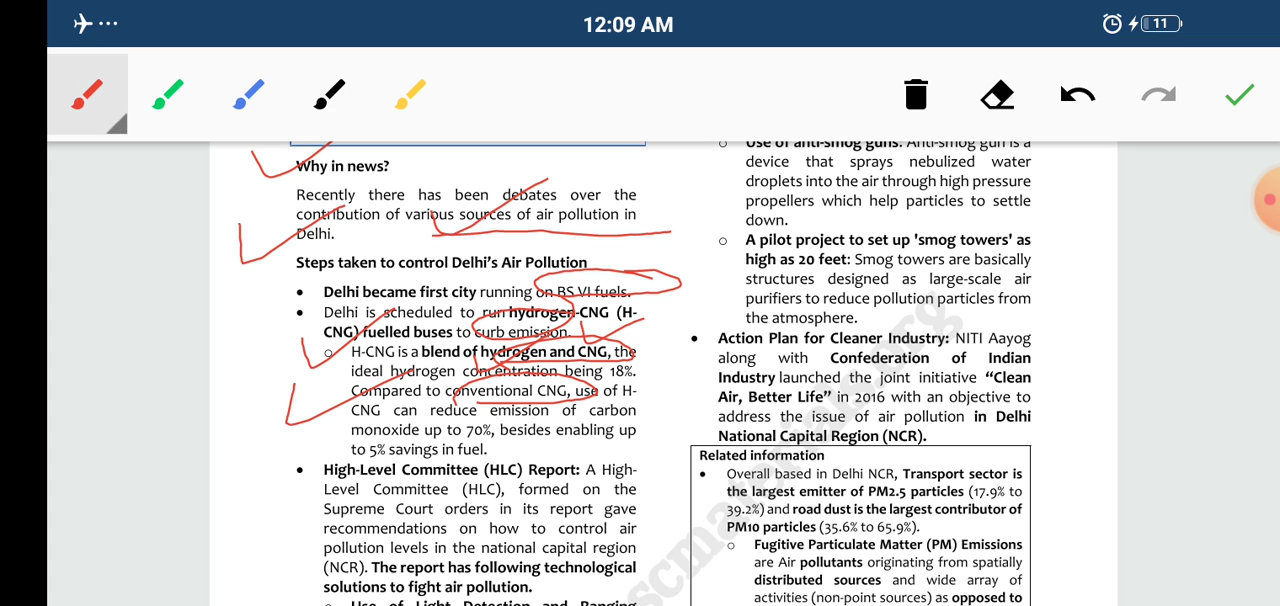 12:09 AM
11
Why in news?
Recently there has been debates over the
contribution of various sources of air pollution in
Delhi.
Steps taken to control Delhi's Air Pollution
• Delhi became first city running on BS VI fuels.
• Delhi is scheduled to run hydrogen-CNG (H-
CNG) fuelled buses to curb emission.
o H-CNG is a blend of hydrogen and CNG, the
ideal hydrogen concentration being 18%.
Compared to conventional CNG, use of H-
CNG can reduce emission of carbon
monoxide up to 70%, besides enabling up
to 5% savings in fuel.
• High-Level Committee (HLC) Report: A High-
Level Committee (HLC), formed on the
Supreme Court orders in its report gave
recommendations on how to control air
pollution levels in the national capital region
(NCR). The report has following technological
solutions to fight air pollution.
o Use of Light Detection and Ranging
o Use of anti-smog guns: Anti-smog gun is a
device that sprays nebulized water
droplets into the air through high pressure
propellers which help particles to settle
down.
o A pilot project to set up 'smog towers' as
high as 20 feet: Smog towers are basically
structures designed as large-scale air
purifiers to reduce pollution particles from
the atmosphere.
• Action Plan for Cleaner Industry: NITI Aayog
along with Confederation of Indian
Industry launched the joint initiative "Clean
Air, Better Life" in 2016 with an objective to
address the issue of air pollution in Delhi
National Capital Region (NCR).
Related information
• Overall based in Delhi NCR, Transport sector is
the largest emitter of PM2.5 particles (17.9% to
39.2%) and road dust is the largest contributor of
PM10 particles (35.6% to 65.9%).
o Fugitive Particulate Matter (PM) Emissions
are Air pollutants originating from spatially
distributed sources and wide array of
activities (non-point sources) as opposed to
scmaterials.org